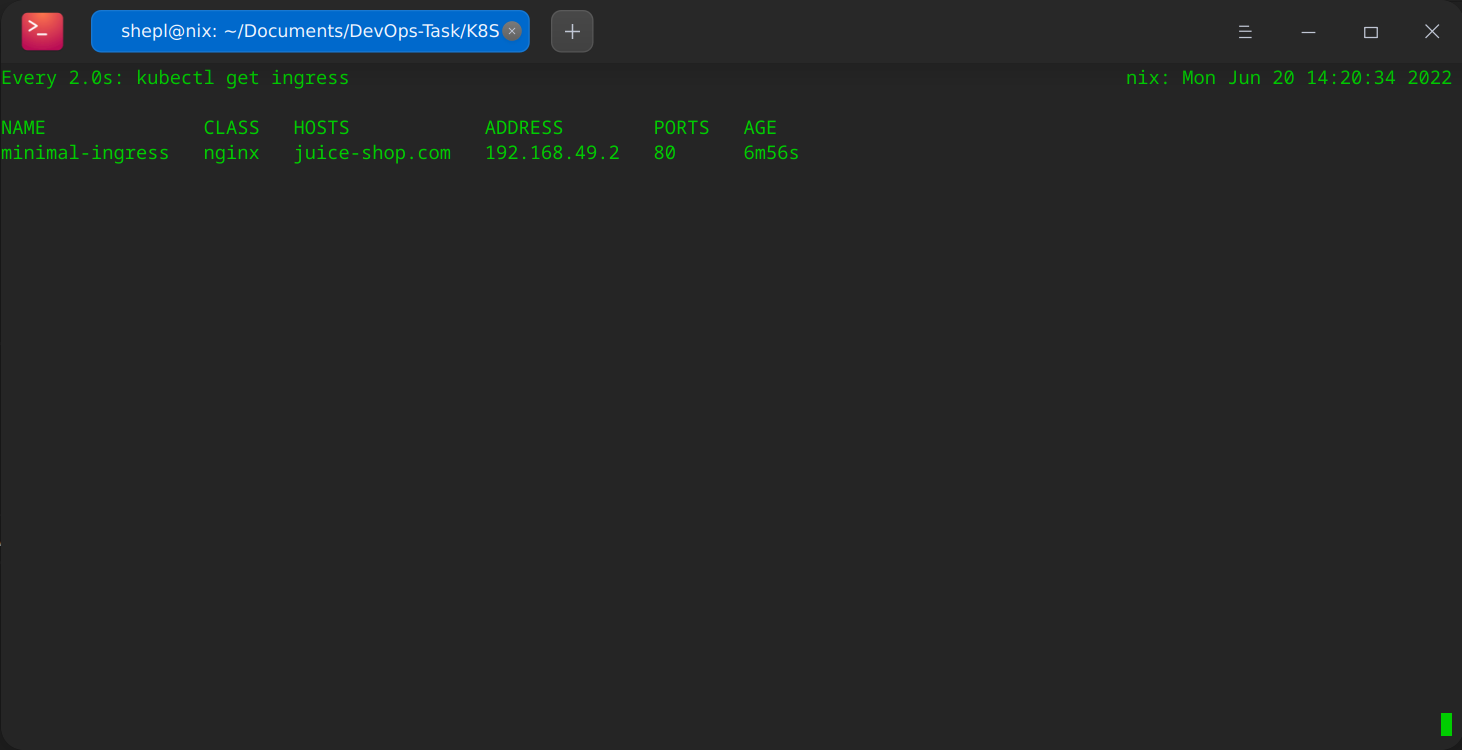 shepl@nix: ~/Documents/DevOps-Task/K8S
Every 2.0s: kubectl get ingress nix: Mon Jun 20 14:20:34 2022
NAME CLASS HOSTS ADDRESS PORTS AGE
minimal-ingress nginx juice-shop.com 192.168.49.2 80 6m56s